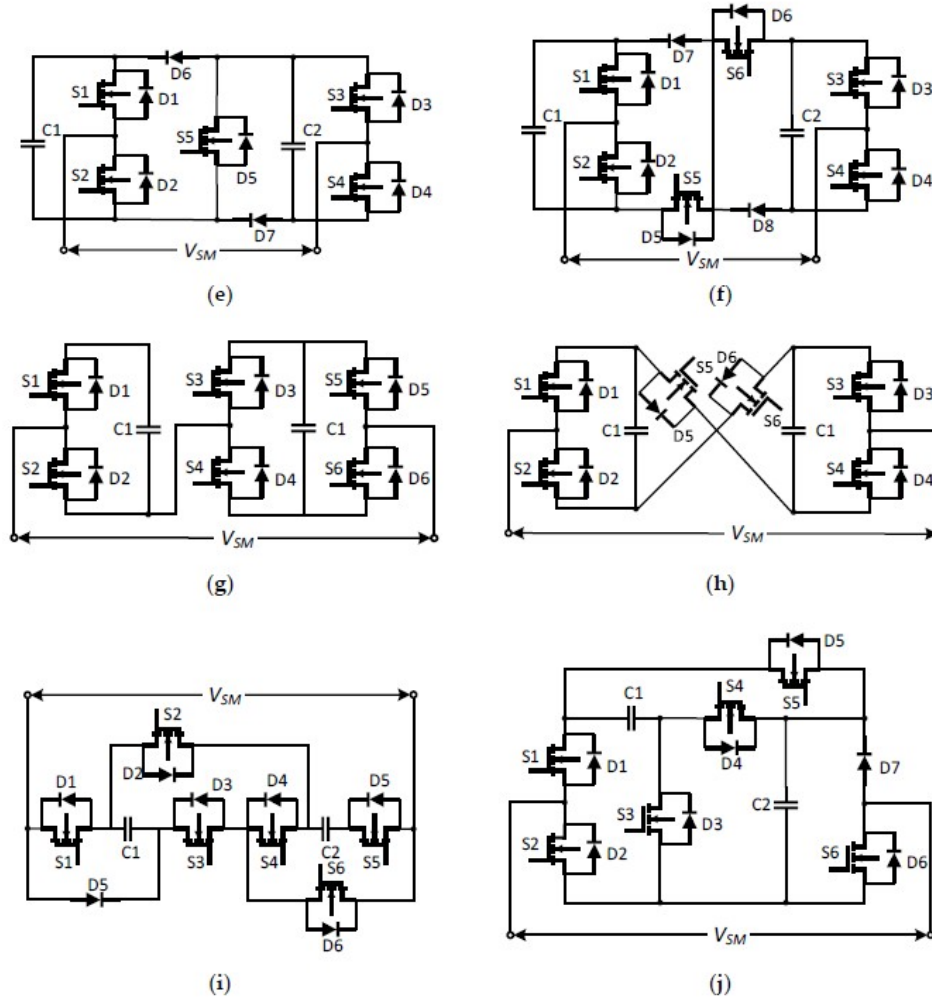 D6
S1
D1
C1
S2
D2
S5
D5
C2
S3
D3
S4
D4
D7
VSM
(e)
D6
D7
S6
S1
D1
C1
S2
D2
S5
D5
D8
C2
S3
D3
S4
D4
VSM
(f)
S1
D1
C1
S2
D2
S3
D3
C1
S4
D4
S5
D5
S6
D6
VSM
(g)
S1
D1
C1
S2
D2
S5
D5
D6
S6
C1
S3
D3
S4
D4
VSM
(h)
VSM
S2
D2
D1
S1
C1
D3
S3
D4
S4
C2
D5
S5
D5
S6
D6
(i)
D5
S5
C1
S4
D4
S1
D1
S2
D2
S3
D3
C2
D7
S6
D6
VSM
(j)